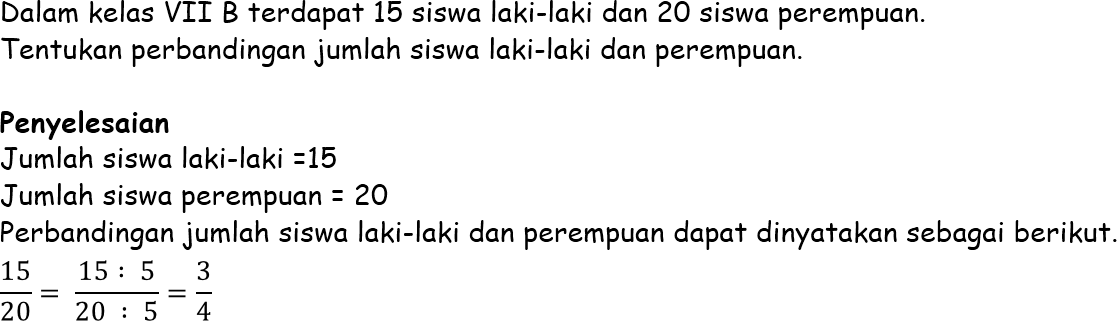 Dalam kelas VII B terdapat 15 siswa laki-laki dan 20 siswa perempuan.
Tentukan perbandingan jumlah siswa laki-laki dan perempuan.
Penyelesaian
Jumlah siswa laki-laki =15
Jumlah siswa perempuan = 20
Perbandingan jumlah siswa laki-laki dan perempuan dapat dinyatakan sebagai berikut.
15/20 = 15 : 5/20 : 5 = 3/4